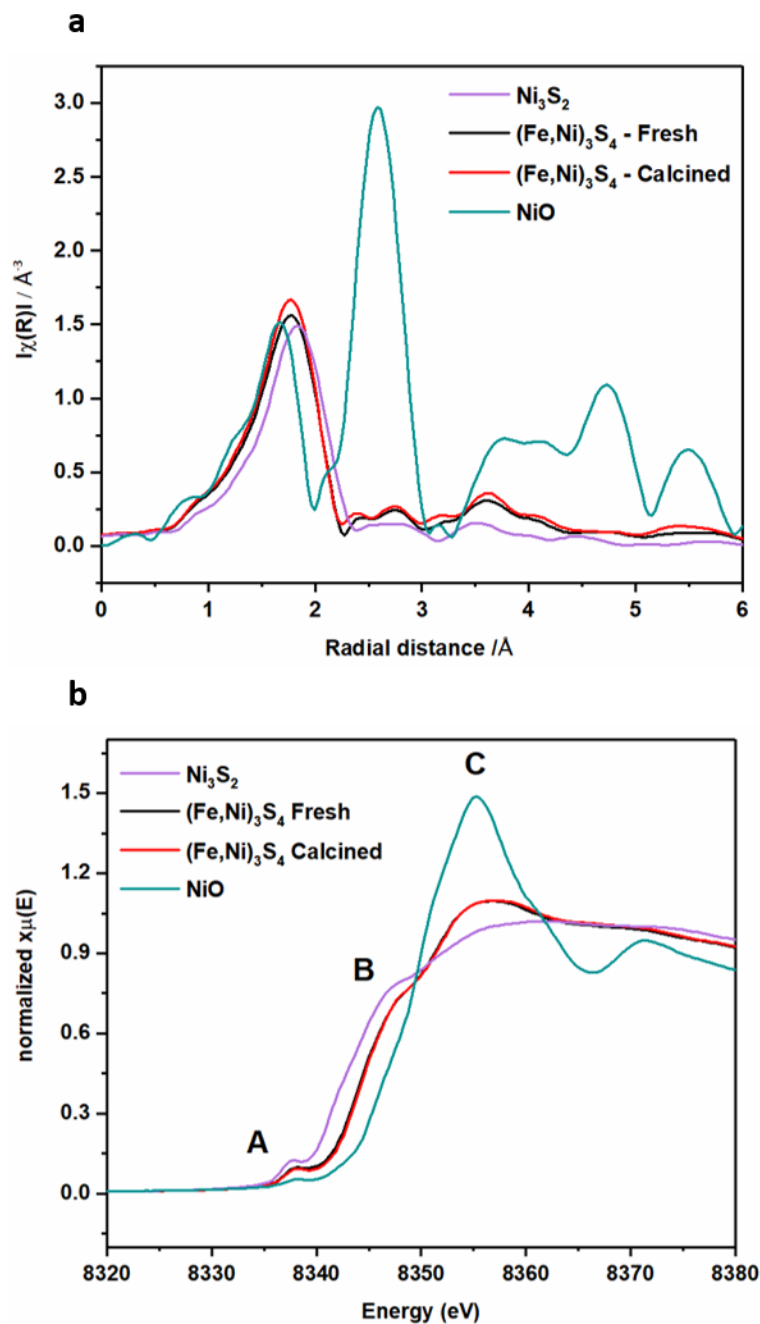 a
Ni₃S₂
(Fe,Ni)₃S₄ - Fresh
(Fe,Ni)₃S₄ - Calcined
NiO
3.0
2.5
2.0
1.5
1.0
0.5
0.0
Iχ(R)I / Å⁻³
0 1 2 3 4 5 6
Radial distance /Å
b
Ni₃S₂
(Fe,Ni)₃S₄ Fresh
(Fe,Ni)₃S₄ Calcined
NiO
C
B
A
1.5
1.2
0.9
0.6
0.3
0.0
normalized xμ(E)
8320 8330 8340 8350 8360 8370 8380
Energy (eV)